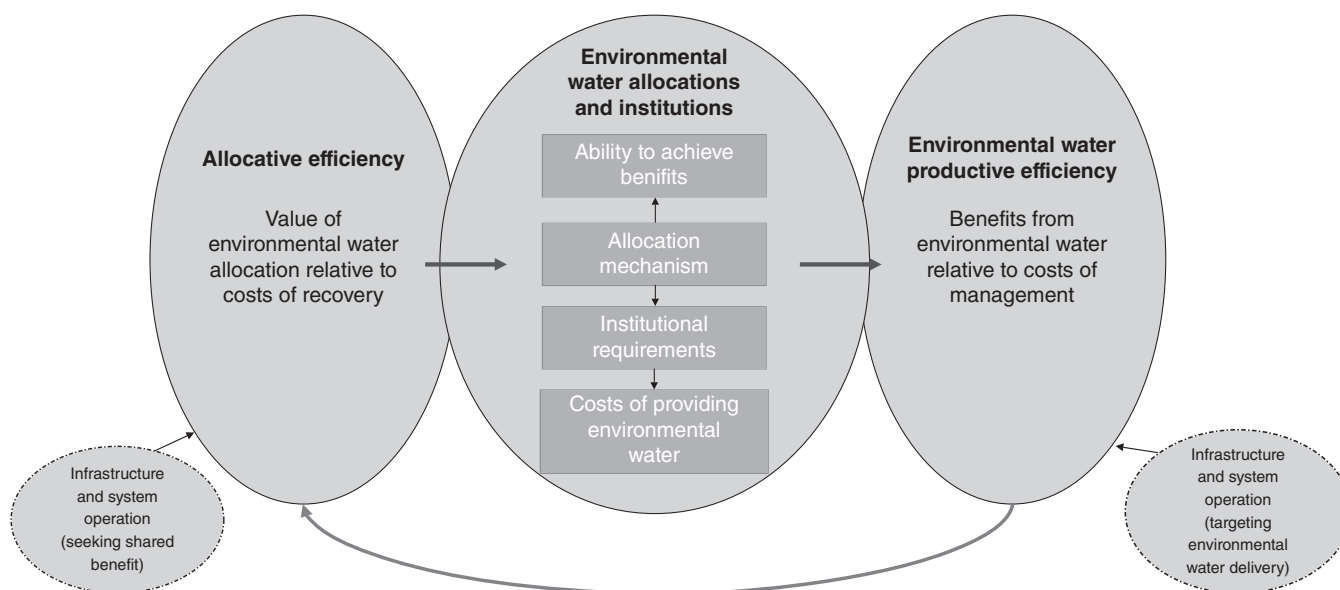 Allocative efficiency
Value of
environmental water
allocation relative to
costs of recovery
Environmental
water allocations
and institutions
Ability to achieve
benifits
Allocation
mechanism
Institutional
requirements
Costs of providing
environmental
water
Environmental water
productive efficiency
Benefits from
environmental water
relative to costs of
management
Infrastructure
and system
operation
(seeking shared
benefit)
Infrastructure
and system
operation
(targeting
environmental
water delivery)